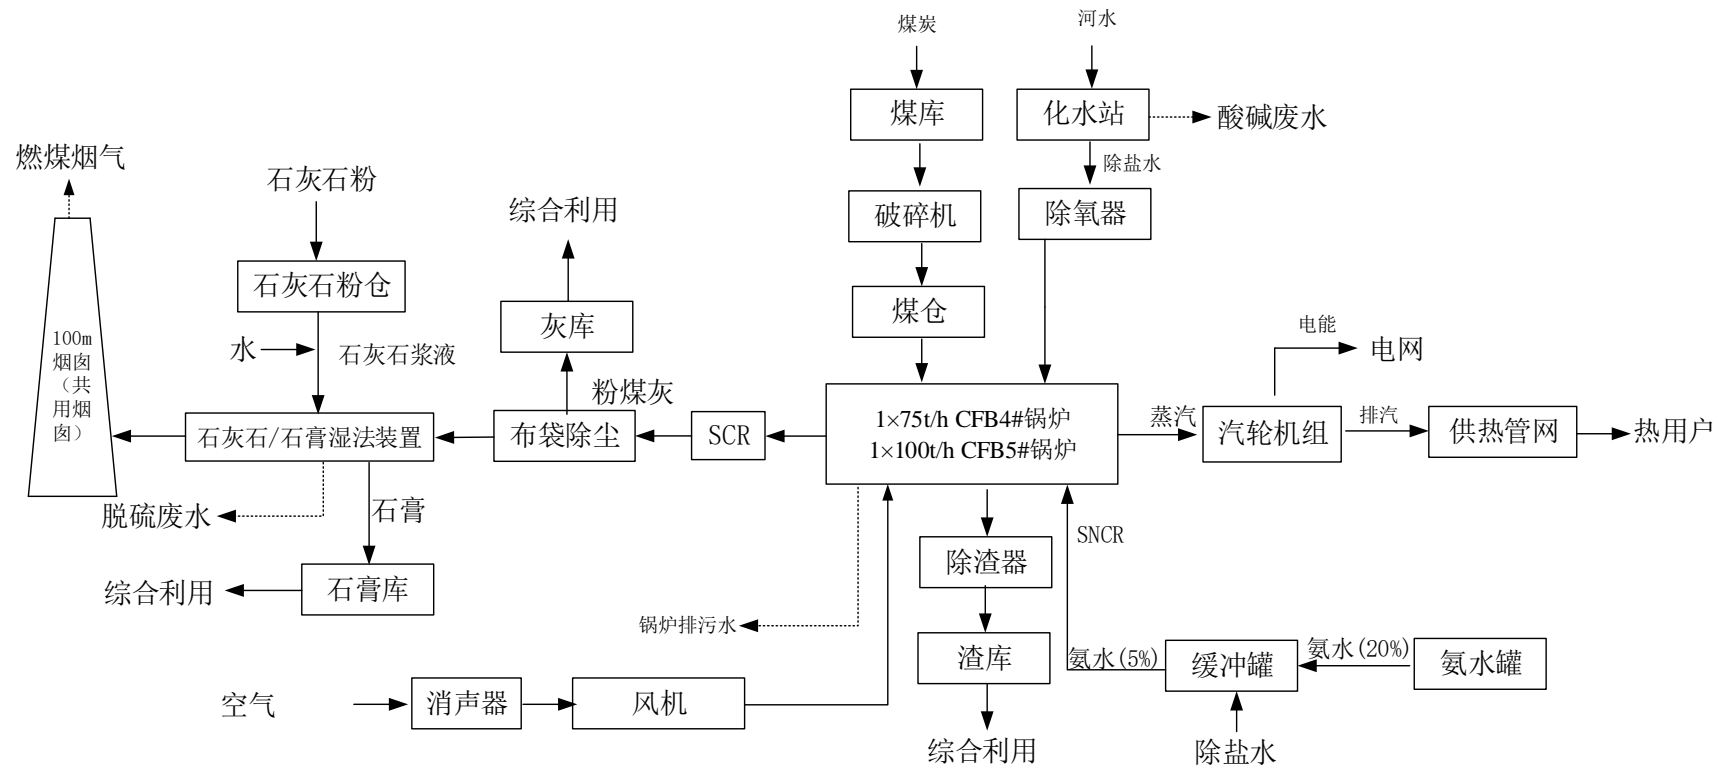 煤炭
河水
煤库
化水站
酸碱废水
燃煤烟气
除盐水
石灰石粉
综合利用
破碎机
除氧器
石灰石粉仓
煤仓
灰库
电能
100m
烟囱
（共
用烟
囱）
水
石灰石浆液
电网
粉煤灰
1×75t/h CFB4#锅炉
1×100t/h CFB5#锅炉
蒸汽
排汽
石灰石/石膏湿法装置
布袋除尘
SCR
汽轮机组
供热管网
热用户
脱硫废水
石膏
SNCR
除渣器
综合利用
石膏库
锅炉排污水
渣库
氨水(5%)
缓冲罐
氨水(20%)
氨水罐
空气
消声器
风机
综合利用
除盐水